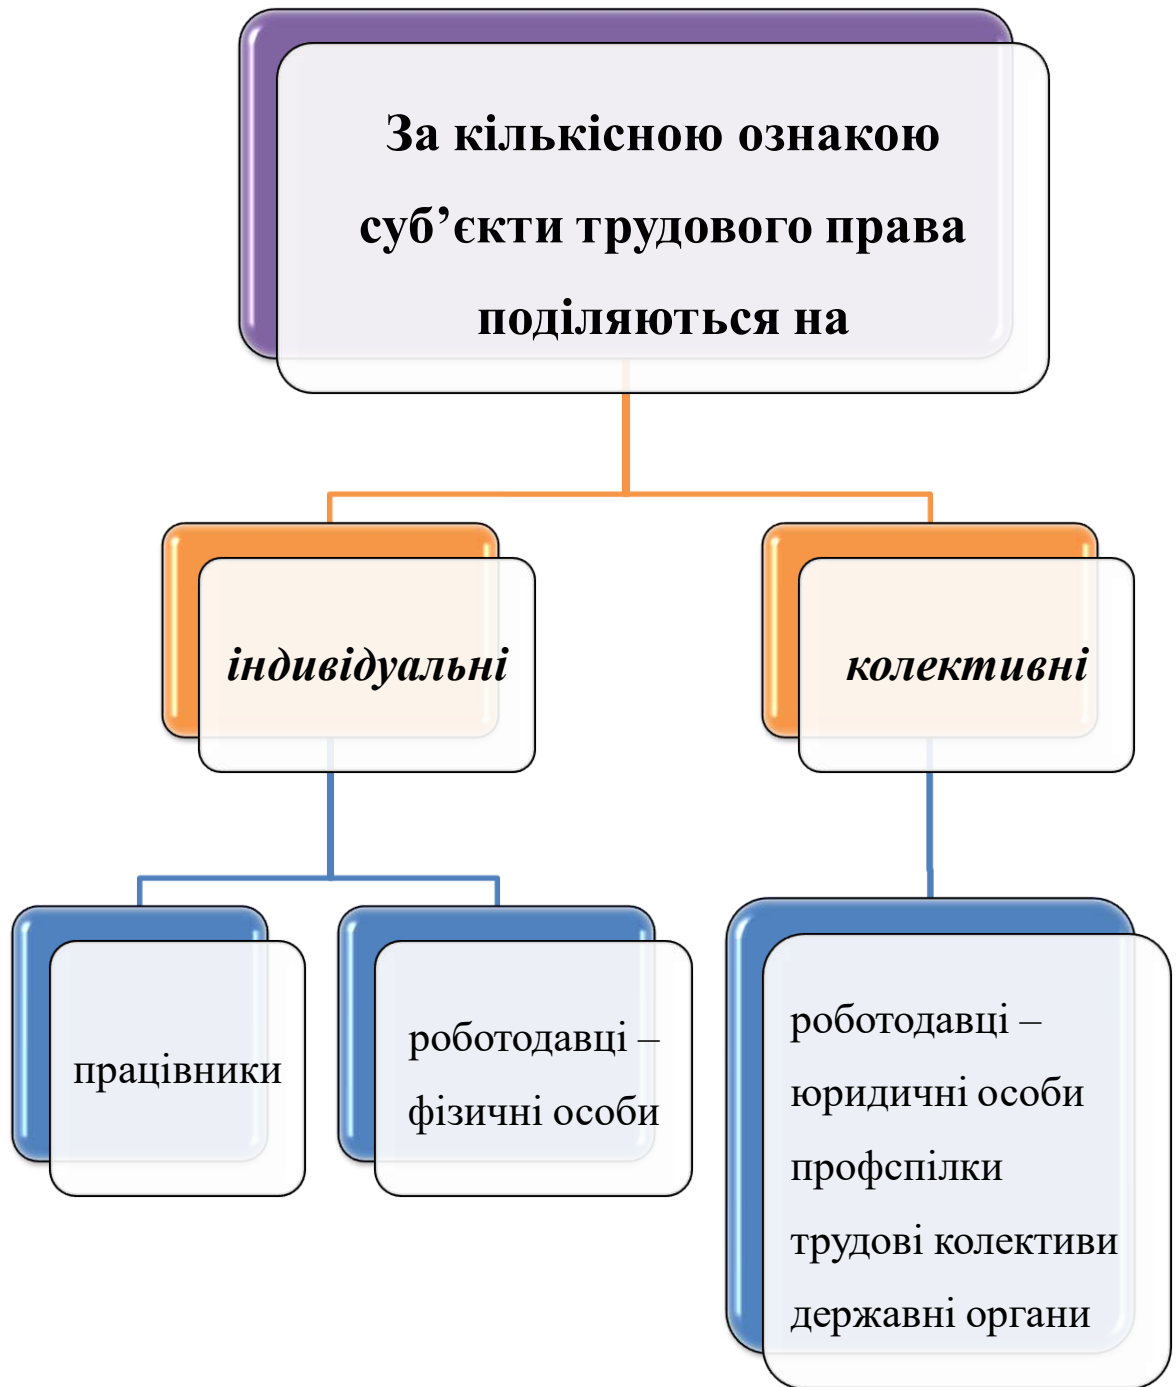 За кількісною ознакою
суб’єкти трудового права
поділяються на
індивідуальні
колективні
працівники
роботодавці –
фізичні особи
роботодавці –
юридичні особи
профспілки
трудові колективи
державні органи